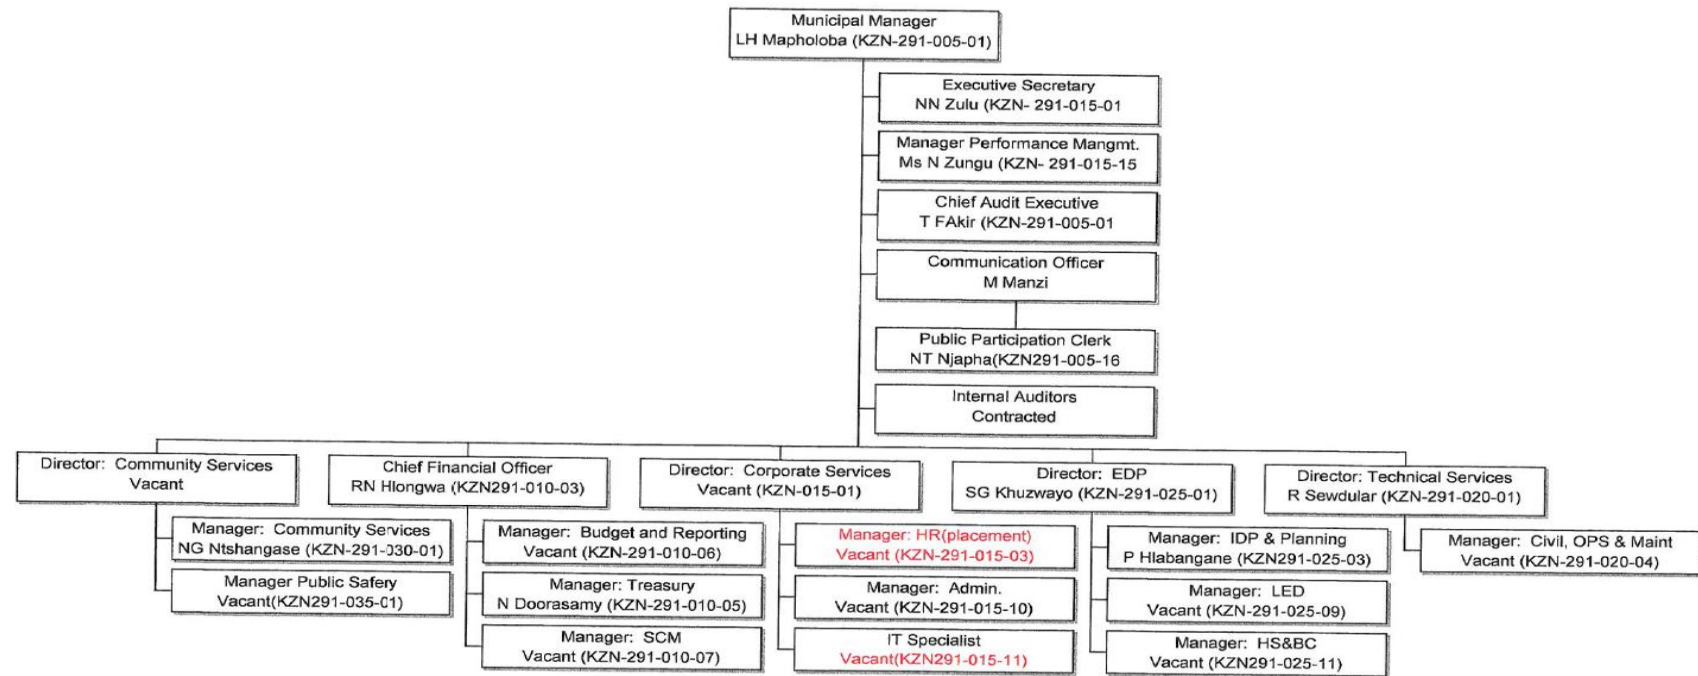 Municipal Manager
LH Mapholoba (KZN-291-005-01)
Executive Secretary
NN Zulu (KZN- 291-015-01
Manager Performance Mangmt.
Ms N Zungu (KZN- 291-015-15
Chief Audit Executive
T FAkir (KZN-291-005-01
Communication Officer
M Manzi
Public Participation Clerk
NT Njapha(KZN291-005-16
Internal Auditors
Contracted
Director: Community Services
Vacant
Manager: Community Services
NG Ntshangase (KZN-291-030-01)
Manager Public Safery
Vacant(KZN291-035-01)
Chief Financial Officer
RN Hlongwa (KZN291-010-03)
Manager: Budget and Reporting
Vacant (KZN-291-010-06)
Manager: Treasury
N Doorasamy (KZN-291-010-05)
Manager: SCM
Vacant (KZN-291-010-07)
Director: Corporate Services
Vacant (KZN-015-01)
Manager: HR(placement)
Vacant (KZN-291-015-03)
Manager: Admin.
Vacant (KZN-291-015-10)
IT Specialist
Vacant(KZN291-015-11)
Director: EDP
SG Khuzwayo (KZN-291-025-01)
Manager: IDP & Planning
P Hlabangane (KZN291-025-03)
Manager: LED
Vacant (KZN-291-025-09)
Manager: HS&BC
Vacant (KZN291-025-11)
Director: Technical Services
R Sewdular (KZN-291-020-01)
Manager: Civil, OPS & Maint
Vacant (KZN-291-020-04)